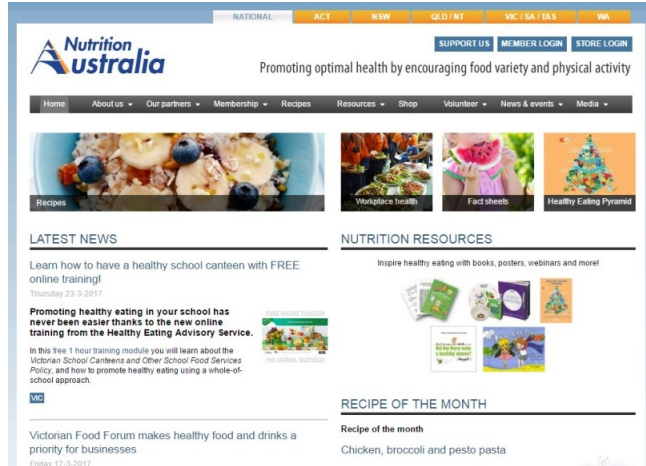 NATIONAL ACT NSW QLD / NT VIC / SA / TAS WA
Nutrition
Australia
SUPPORT US MEMBER LOGIN STORE LOGIN
Promoting optimal health by encouraging food variety and physical activity
Home About us Our partners Membership Recipes Resources Shop Volunteer News & events Media
Recipes
Workplace health
Fact sheets
Healthy Eating Pyramid
LATEST NEWS
Learn how to have a healthy school canteen with FREE
online training!
Thursday 23-3-2017
Promoting healthy eating in your school has
never been easier thanks to the new online
training from the Healthy Eating Advisory Service.
In this free 1 hour training module you will learn about the
Victorian School Canteens and Other School Food Services
Policy, and how to promote healthy eating using a whole-of-
school approach.
VIC
Victorian Food Forum makes healthy food and drinks a
priority for businesses
Friday 17-3-2017
NUTRITION RESOURCES
Inspire healthy eating with books, posters, webinars and more!
RECIPE OF THE MONTH
Recipe of the month
Chicken, broccoli and pesto pasta